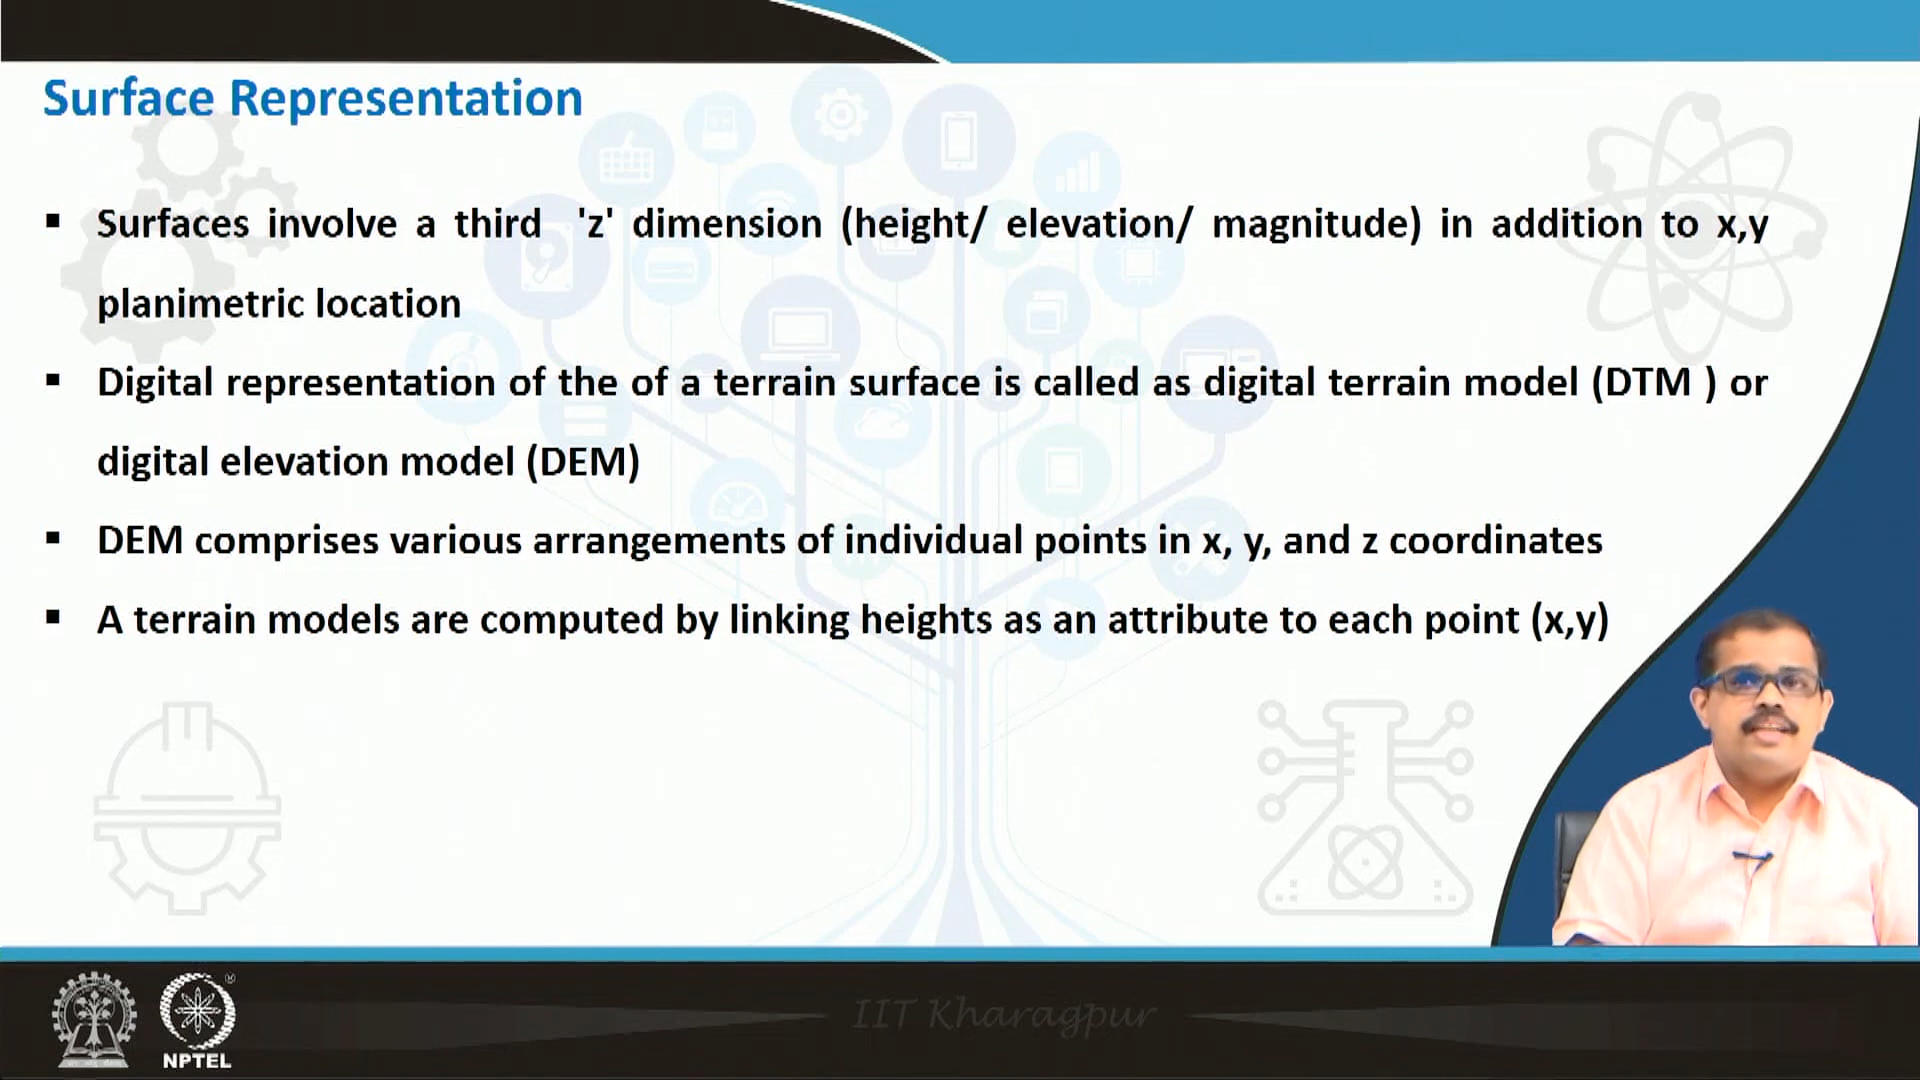 Surface Representation
▪ Surfaces involve a third 'z' dimension (height/ elevation/ magnitude) in addition to x,y
planimetric location
▪ Digital representation of the of a terrain surface is called as digital terrain model (DTM ) or
digital elevation model (DEM)
▪ DEM comprises various arrangements of individual points in x, y, and z coordinates
▪ A terrain models are computed by linking heights as an attribute to each point (x,y)
IIT Kharagpur
NPTEL